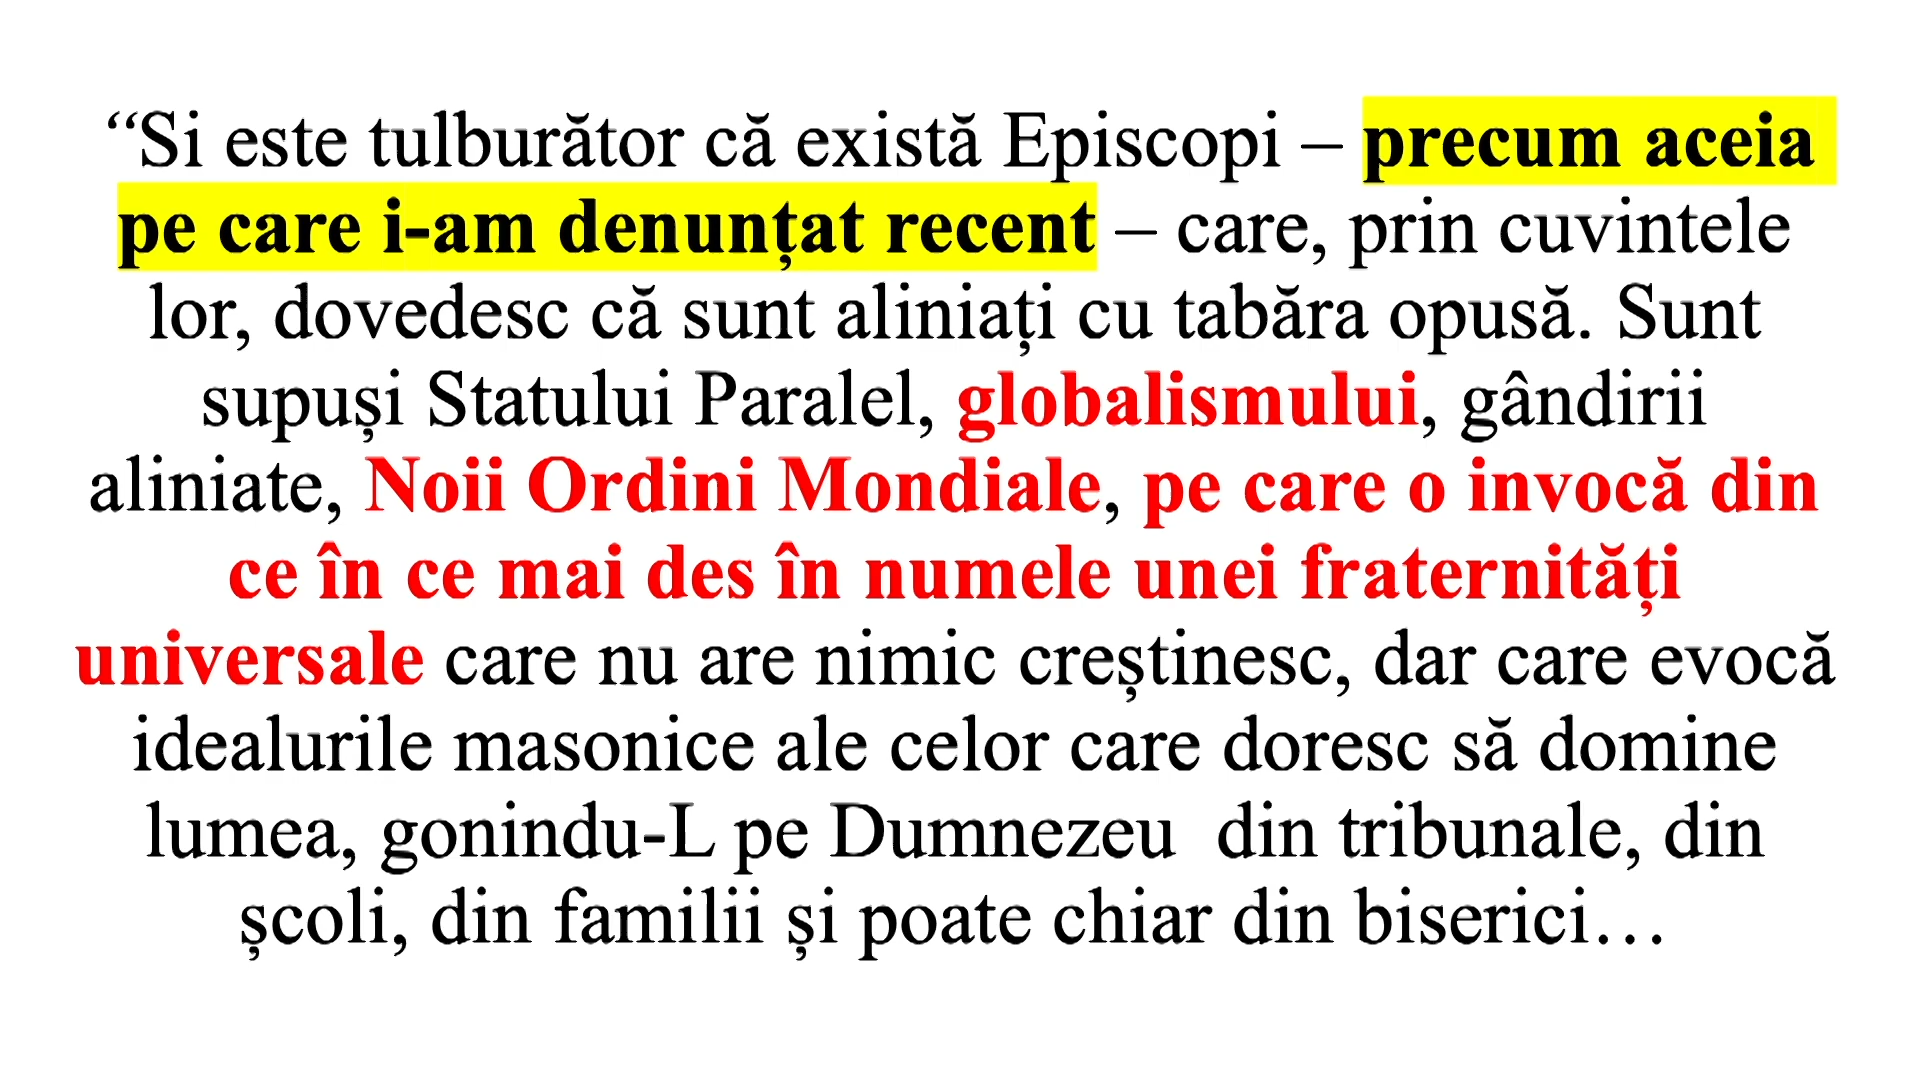 “Si este tulburător că există Episcopi – precum aceia
pe care i-am denunțat recent – care, prin cuvintele
lor, dovedesc că sunt aliniați cu tabăra opusă. Sunt
supuși Statului Paralel, globalismului, gândirii
aliniate, Noii Ordini Mondiale, pe care o invocă din
ce în ce mai des în numele unei fraternități
universale care nu are nimic creștinesc, dar care evocă
idealurile masonice ale celor care doresc să domine
lumea, gonindu-L pe Dumnezeu  din tribunale, din
școli, din familii și poate chiar din biserici…